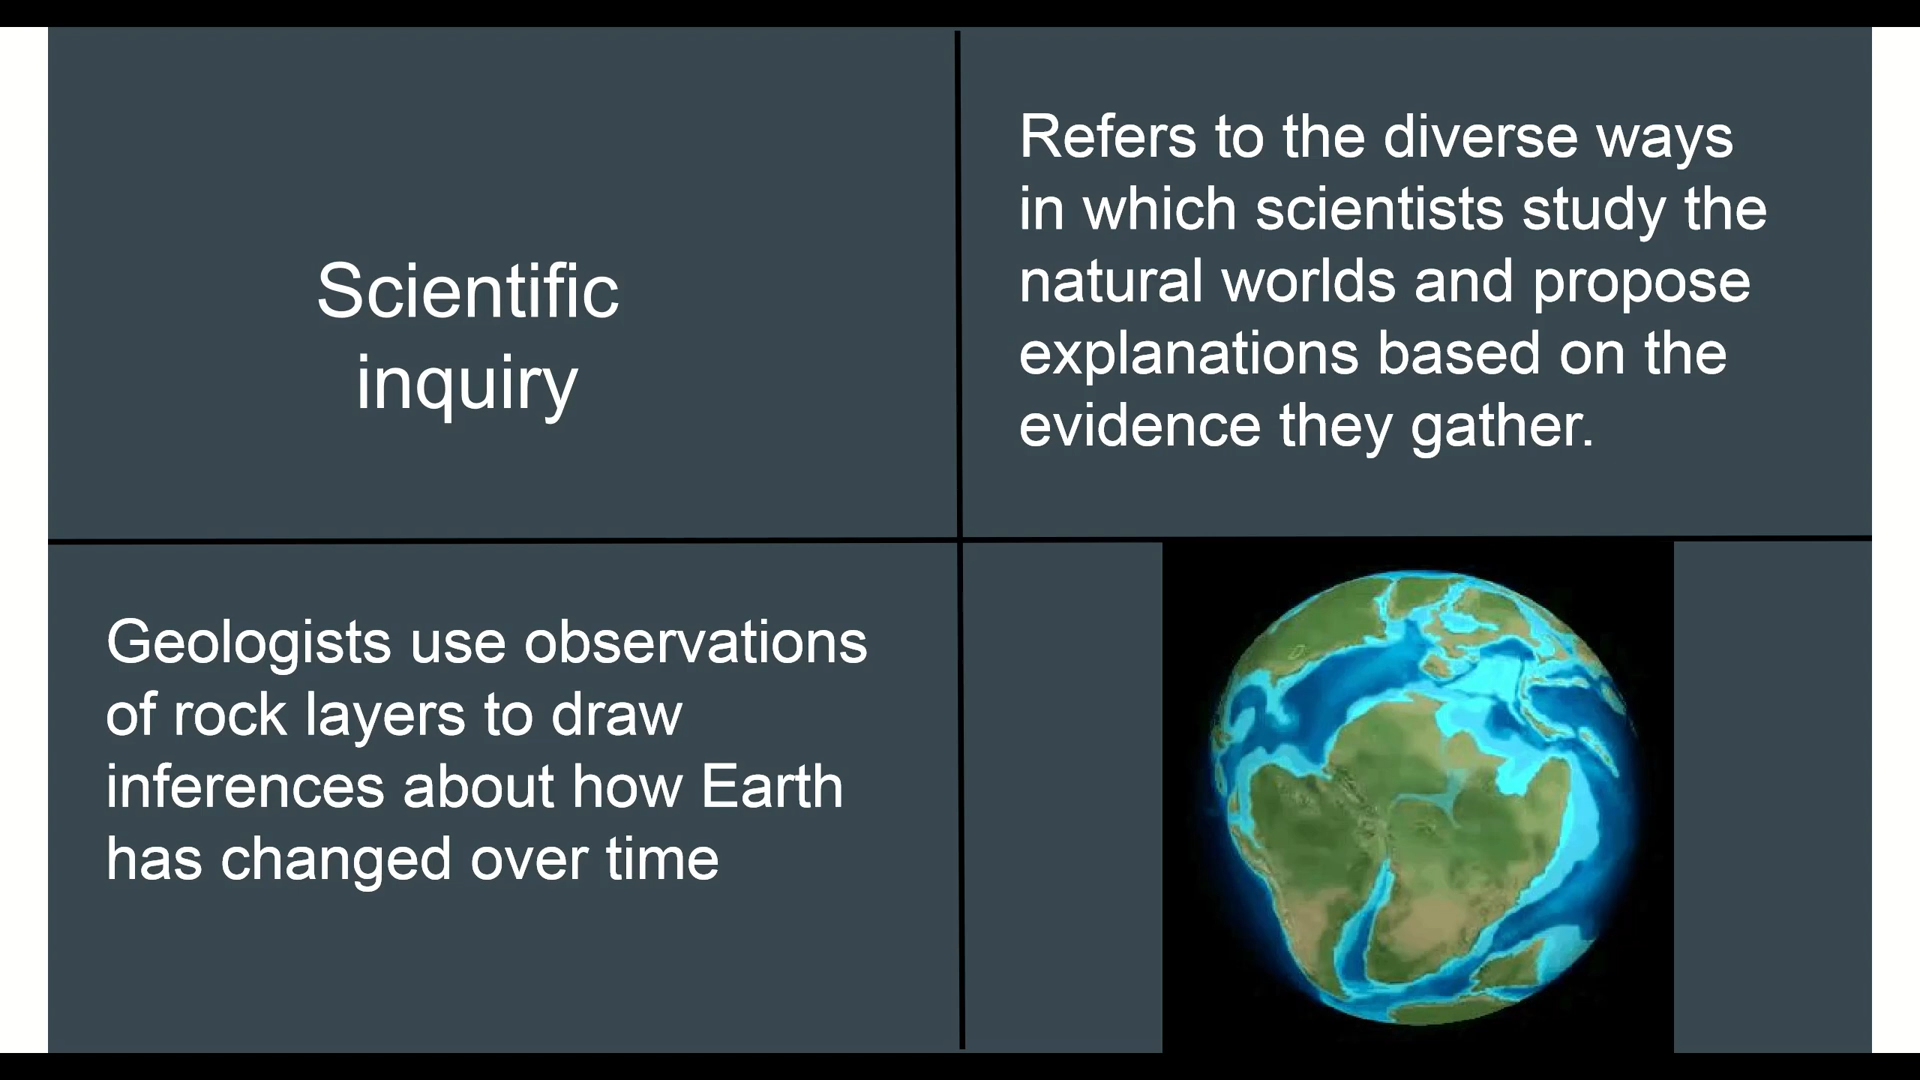 Scientific
inquiry
Refers to the diverse ways
in which scientists study the
natural worlds and propose
explanations based on the
evidence they gather.
Geologists use observations
of rock layers to draw
inferences about how Earth
has changed over time